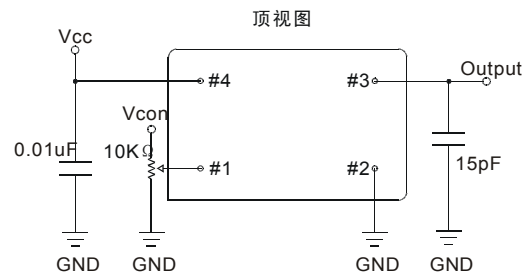 顶视图
Vcc
Output
#4
#3
Vcon
0.01uF
10KΩ
#1
#2
15pF
GND
GND
GND
GND